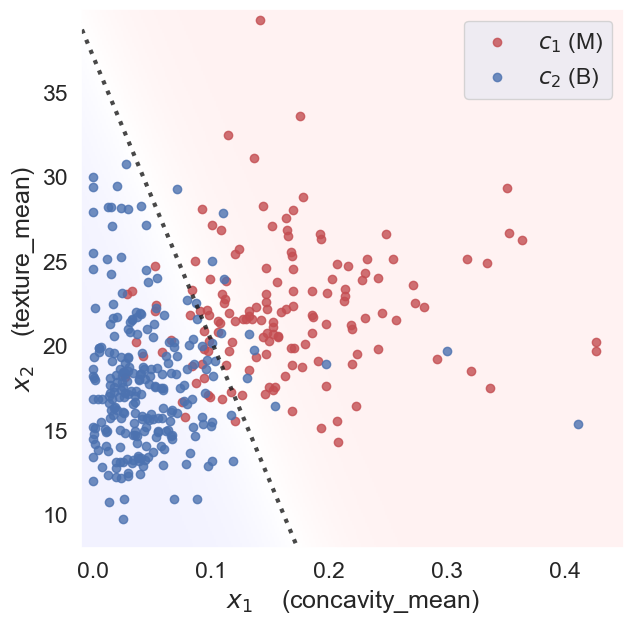 c₁ (M)
c₂ (B)
35
30
25
20
15
10
x₂ (texture_mean)
0.0 0.1 0.2 0.3 0.4
x₁ (concavity_mean)